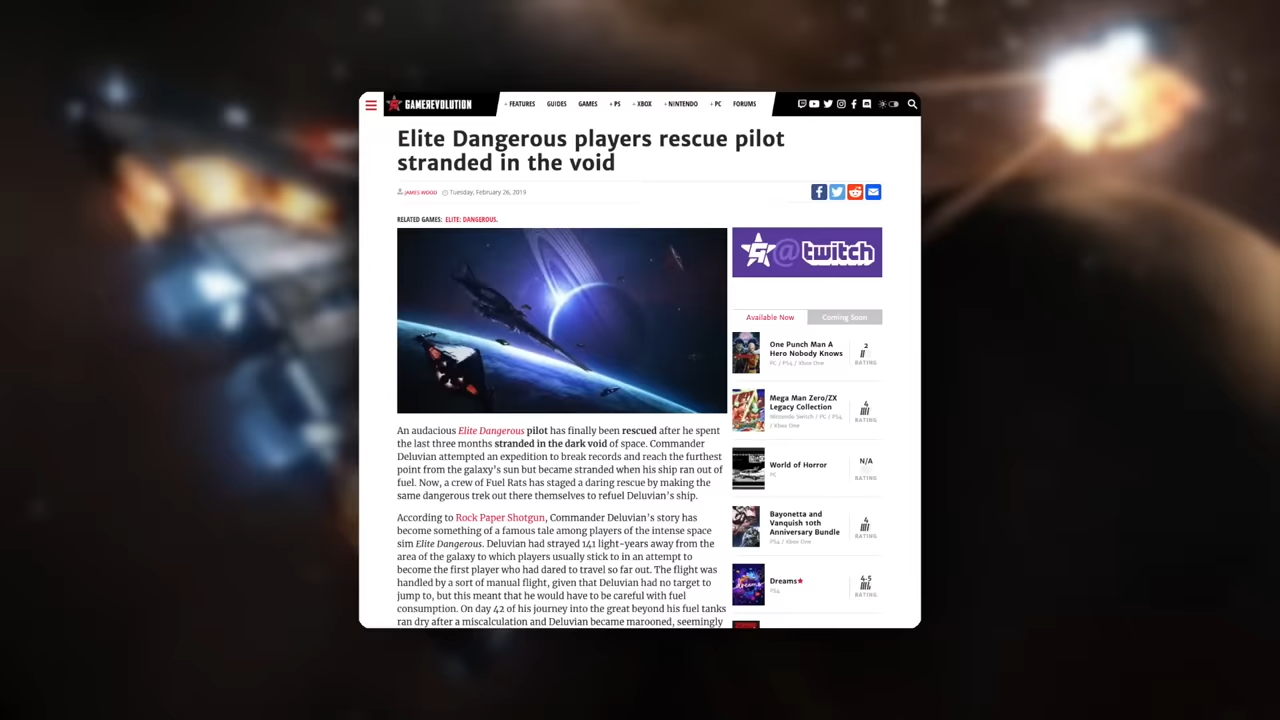 GAMEREVOLUTION
+ FEATURES GUIDES GAMES + PS + XBOX + NINTENDO + PC FORUMS
Elite Dangerous players rescue pilot
stranded in the void
JAMES WOOD Tuesday, February 26, 2019
RELATED GAMES: ELITE: DANGEROUS.
An audacious Elite Dangerous pilot has finally been rescued after he spent
the last three months stranded in the dark void of space. Commander
Deluvian attempted an expedition to break records and reach the furthest
point from the galaxy's sun but became stranded when his ship ran out of
fuel. Now, a crew of Fuel Rats has staged a daring rescue by making the
same dangerous trek out there themselves to refuel Deluvian's ship.
According to Rock Paper Shotgun, Commander Deluvian's story has
become something of a famous tale among players of the intense space
sim Elite Dangerous. Deluvian had strayed 141 light-years away from the
area of the galaxy to which players usually stick to in an attempt to
become the first player who had dared to travel so far out. The flight was
handled by a sort of manual flight, given that Deluvian had no target to
jump to, but this meant that he would have to be careful with fuel
consumption. On day 42 of his journey into the great beyond his fuel tanks
ran dry after a miscalculation and Deluvian became marooned, seemingly
@ twitch
Available Now Coming Soon
One Punch Man A
Hero Nobody Knows
PC / PS4 / Xbox One
2
RATING
Mega Man Zero/ZX
Legacy Collection
Nintendo Switch / PC / PS4
/ Xbox One
4
RATING
World of Horror
PC
N/A
RATING
Bayonetta and
Vanquish 10th
Anniversary Bundle
PS4 / Xbox One
4
RATING
Dreams
PS4
4.5
RATING